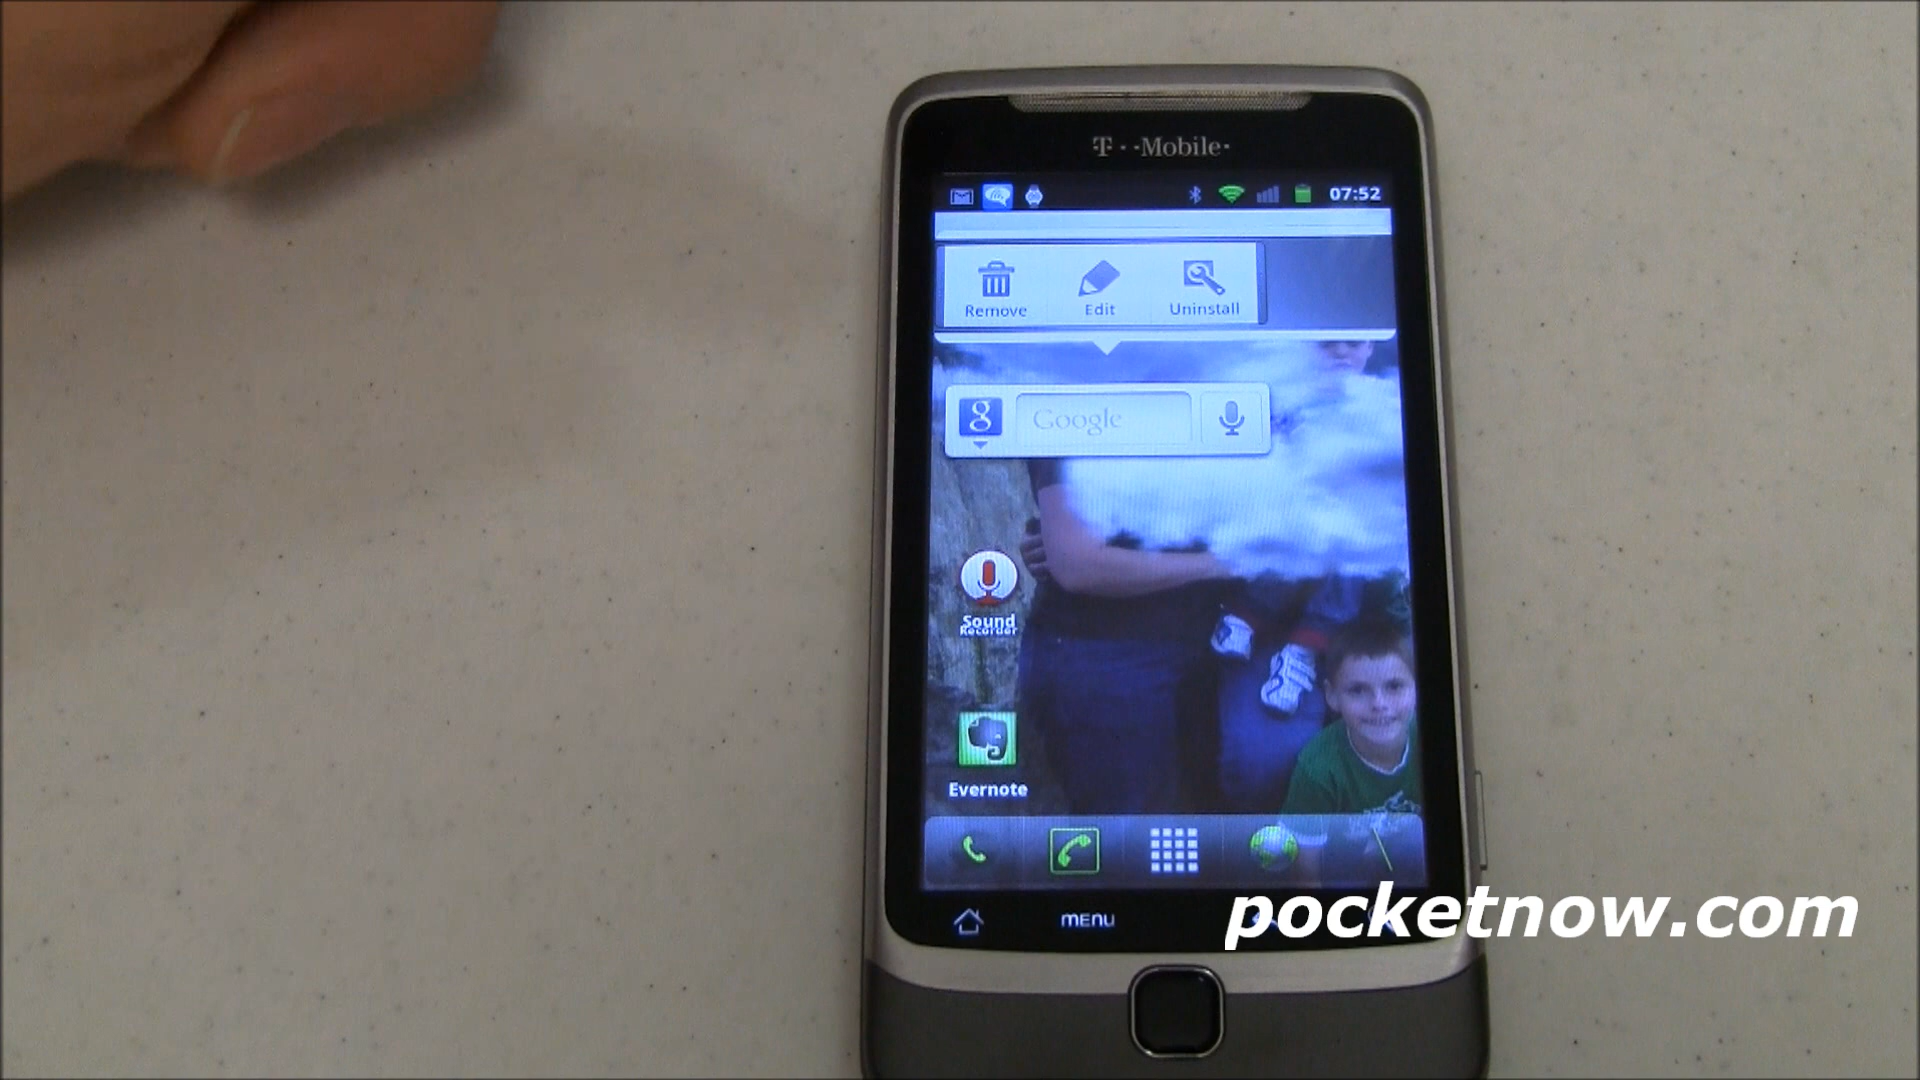 T··Mobile·
07:52
Remove Edit Uninstall
g Google
Sound
Recorder
Evernote
MENU
pocketnow.com